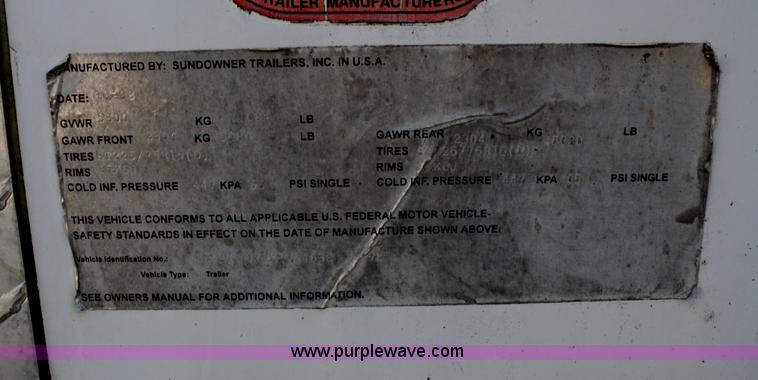 TRAILER MANUFACTURERS
MANUFACTURED BY: SUNDOWNER TRAILERS, INC. IN U.S.A.
DATE:
GVWR KG LB
GAWR FRONT KG LB GAWR REAR KG LB
TIRES TIRES
RIMS RIMS
COLD INF. PRESSURE KPA PSI SINGLE COLD INF. PRESSURE KPA PSI SINGLE
THIS VEHICLE CONFORMS TO ALL APPLICABLE U.S. FEDERAL MOTOR VEHICLE
SAFETY STANDARDS IN EFFECT ON THE DATE OF MANUFACTURE SHOWN ABOVE.
Vehicle Identification No.:
Vehicle Type: Trailer
SEE OWNERS MANUAL FOR ADDITIONAL INFORMATION.
www.purplewave.com